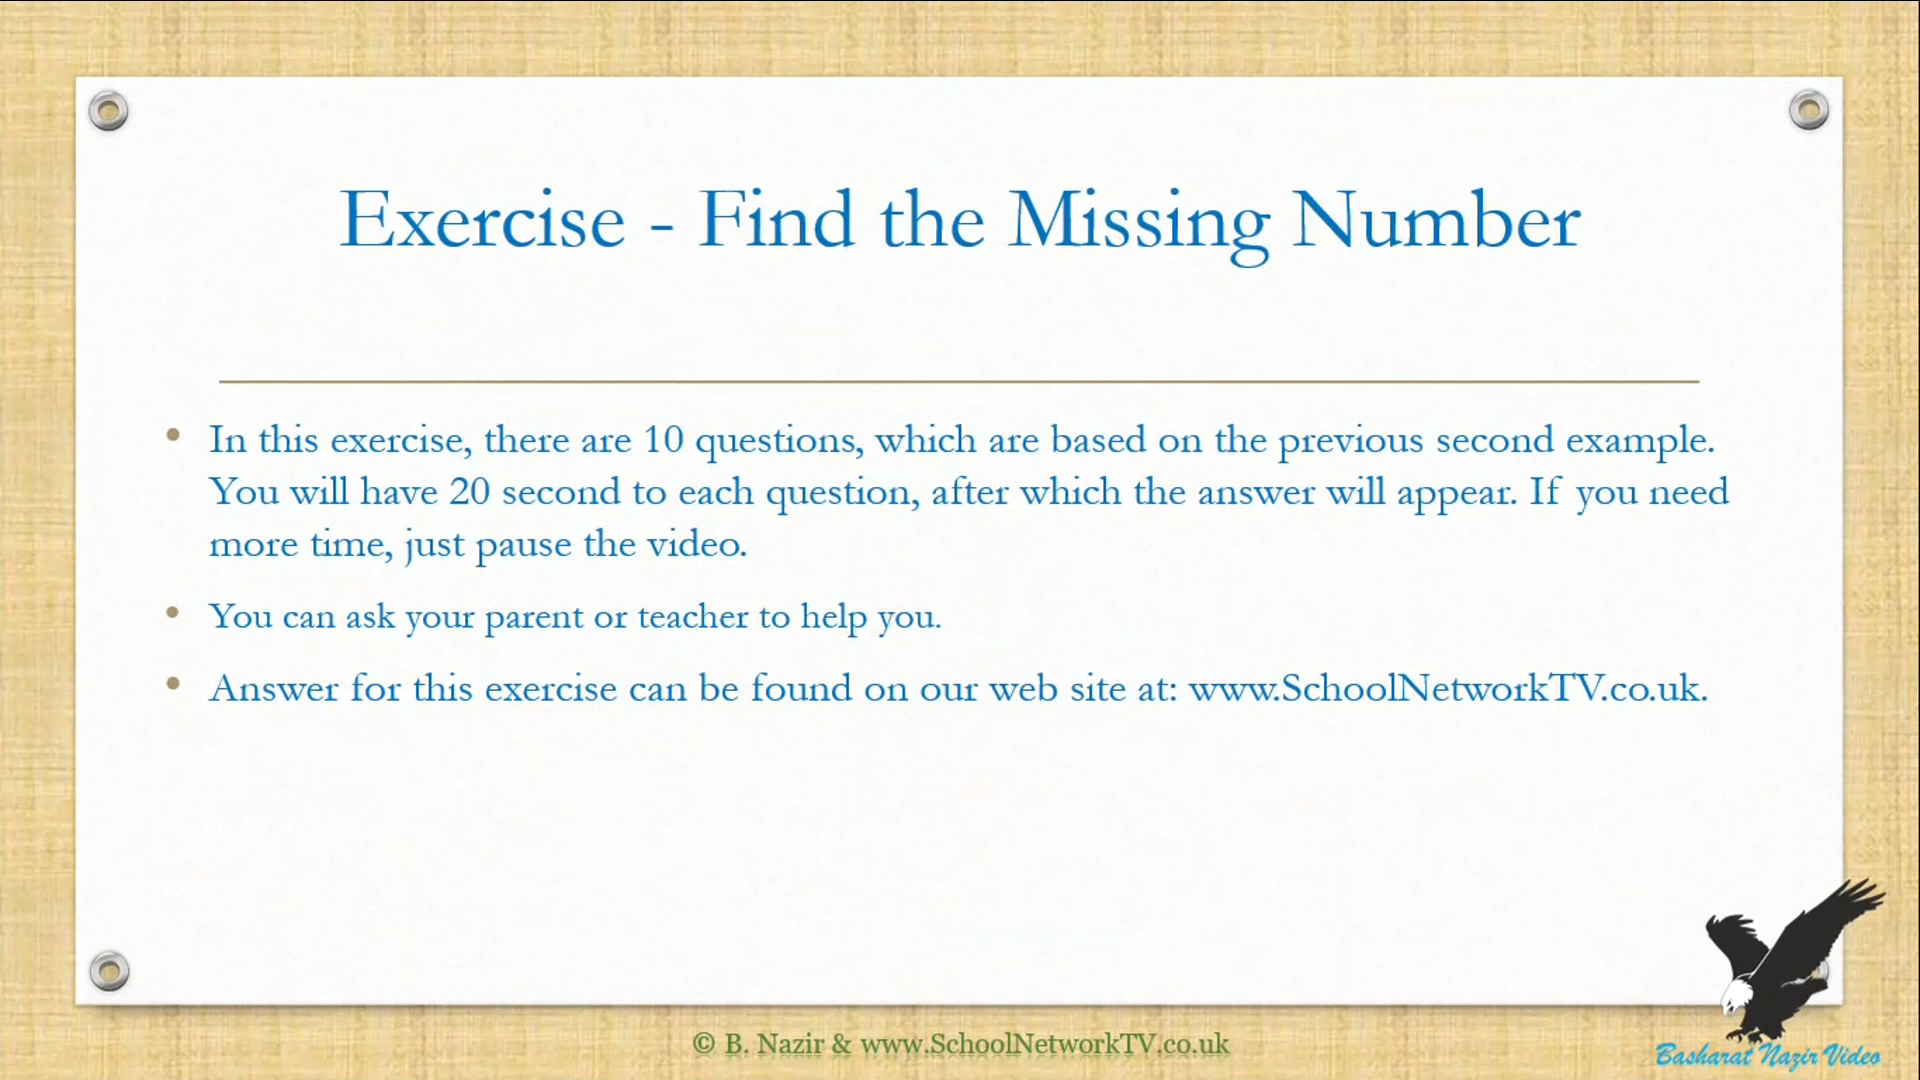 Exercise - Find the Missing Number
• In this exercise, there are 10 questions, which are based on the previous second example.
You will have 20 second to each question, after which the answer will appear. If you need
more time, just pause the video.
• You can ask your parent or teacher to help you.
• Answer for this exercise can be found on our web site at: www.SchoolNetworkTV.co.uk.
© B. Nazir & www.SchoolNetworkTV.co.uk
Basharat Nazir Video